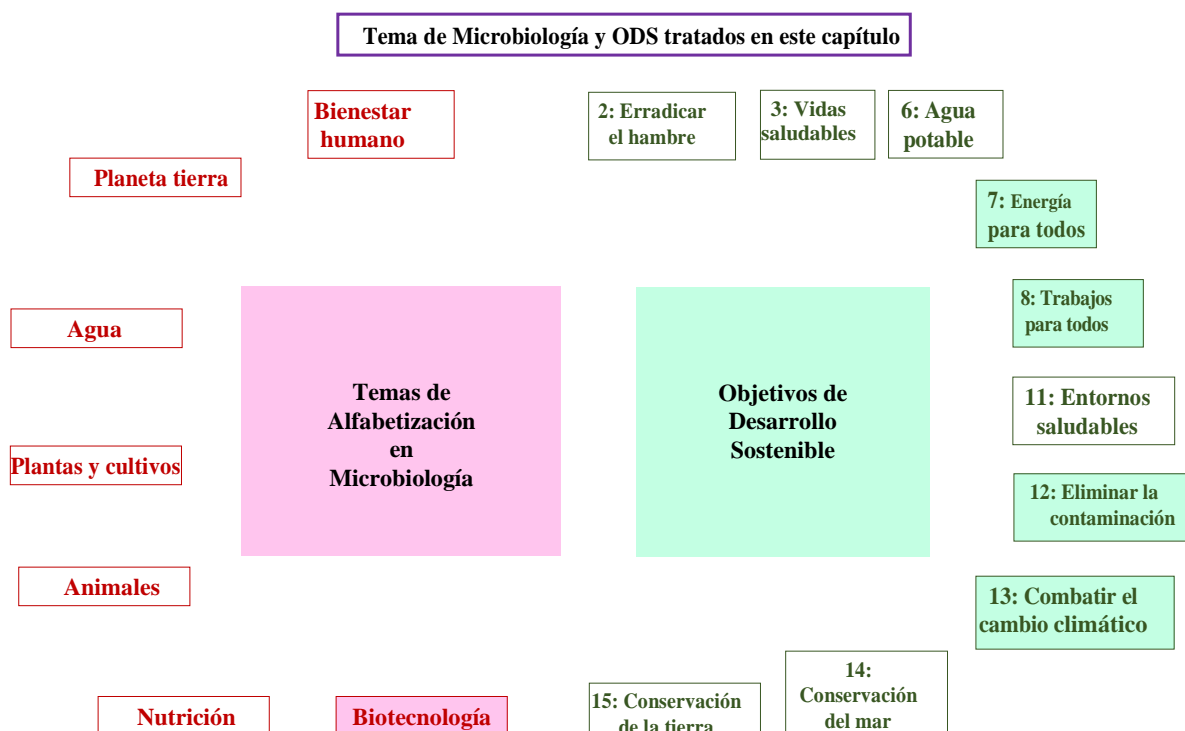 Tema de Microbiología y ODS tratados en este capítulo
Bienestar
humano
2: Erradicar
el hambre
3: Vidas
saludables
6: Agua
potable
Planeta tierra
7: Energía
para todos
Agua
8: Trabajos
para todos
Temas de
Alfabetización
en
Microbiología
Objetivos de
Desarrollo
Sostenible
11: Entornos
saludables
Plantas y cultivos
12: Eliminar la
contaminación
Animales
13: Combatir el
cambio climático
Nutrición
Biotecnología
15: Conservación
de la tierra
14:
Conservación
del mar